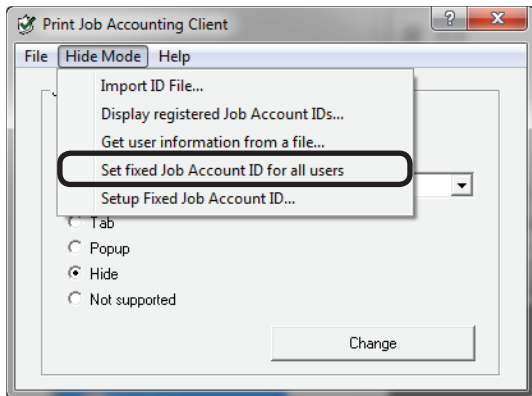 Print Job Accounting Client
File Hide Mode Help
Import ID File...
Display registered Job Account IDs...
Get user information from a file...
Set fixed Job Account ID for all users
Setup Fixed Job Account ID...
Tab
Popup
Hide
Not supported
Change